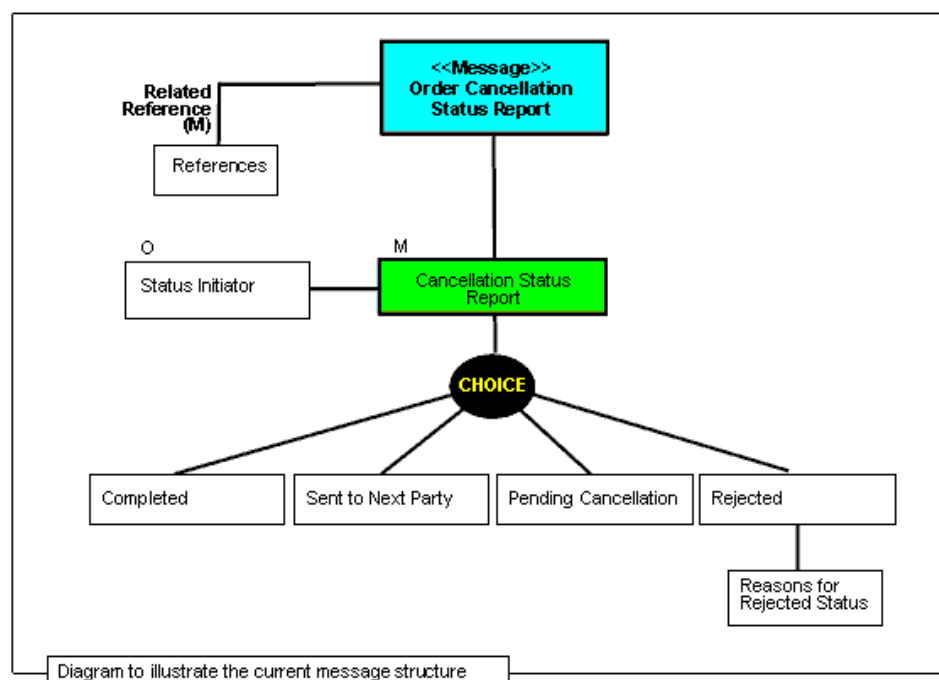 <<Message>>
Order Cancellation
Status Report
Related
Reference
(M)
References
O
M
Status Initiator
Cancellation Status
Report
CHOICE
Completed
Sent to Next Party
Pending Cancellation
Rejected
Reasons for
Rejected Status
Diagram to illustrate the current message structure